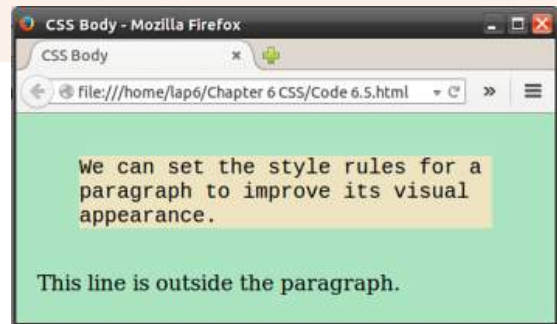 CSS Body - Mozilla Firefox
CSS Body
file:///home/lap6/Chapter 6 CSS/Code 6.5.html
We can set the style rules for a
paragraph to improve its visual
appearance.
This line is outside the paragraph.